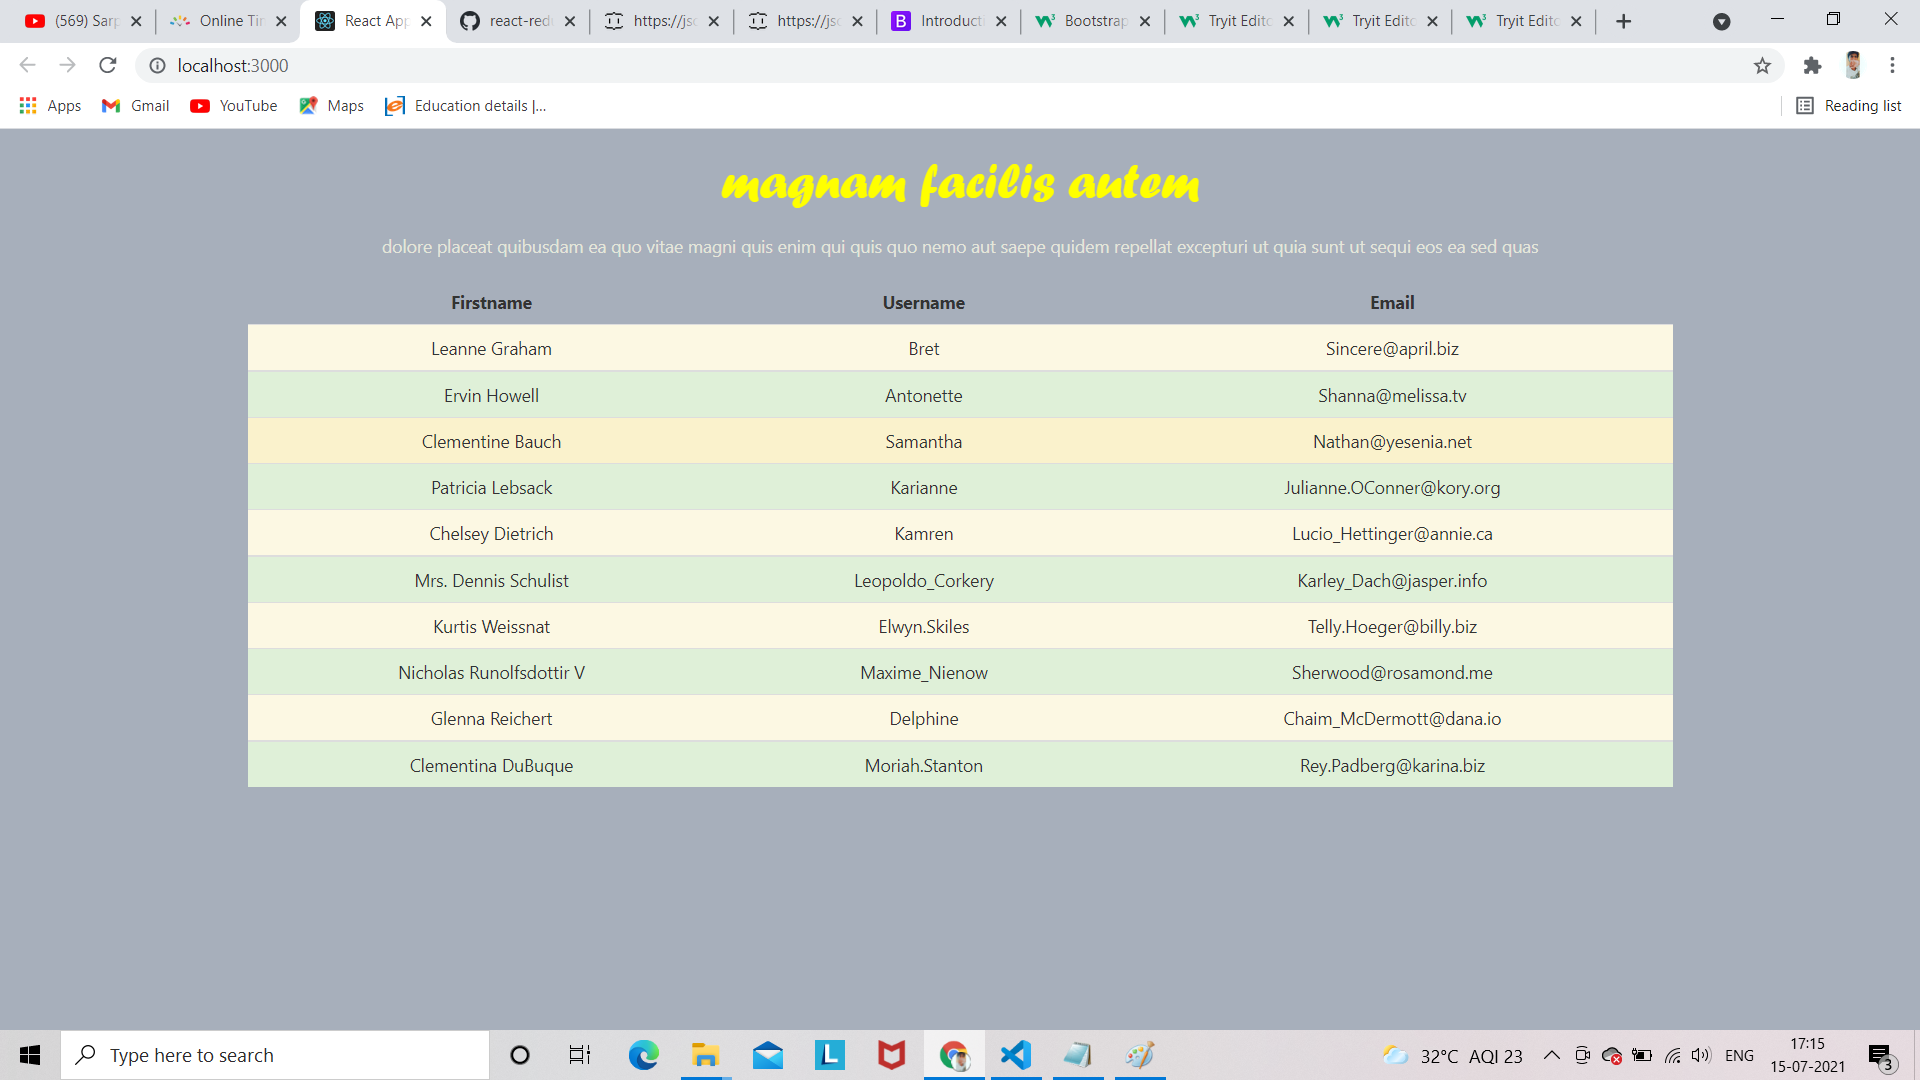 (569) Sarp
Online Tim
React App
react-redu
https://jso
https://jso
Introducti
Bootstrap
Tryit Edito
Tryit Edito
Tryit Edito
localhost:3000
Apps
Gmail
YouTube
Maps
Education details |...
Reading list
magnam facilis autem
dolore placeat quibusdam ea quo vitae magni quis enim qui quis quo nemo aut saepe quidem repellat excepturi ut quia sunt ut sequi eos ea sed quas
Firstname Username Email
Leanne Graham Bret Sincere@april.biz
Ervin Howell Antonette Shanna@melissa.tv
Clementine Bauch Samantha Nathan@yesenia.net
Patricia Lebsack Karianne Julianne.OConner@kory.org
Chelsey Dietrich Kamren Lucio_Hettinger@annie.ca
Mrs. Dennis Schulist Leopoldo_Corkery Karley_Dach@jasper.info
Kurtis Weissnat Elwyn.Skiles Telly.Hoeger@billy.biz
Nicholas Runolfsdottir V Maxime_Nienow Sherwood@rosamond.me
Glenna Reichert Delphine Chaim_McDermott@dana.io
Clementina DuBuque Moriah.Stanton Rey.Padberg@karina.biz
Type here to search
32°C AQI 23
ENG
17:15
15-07-2021
3